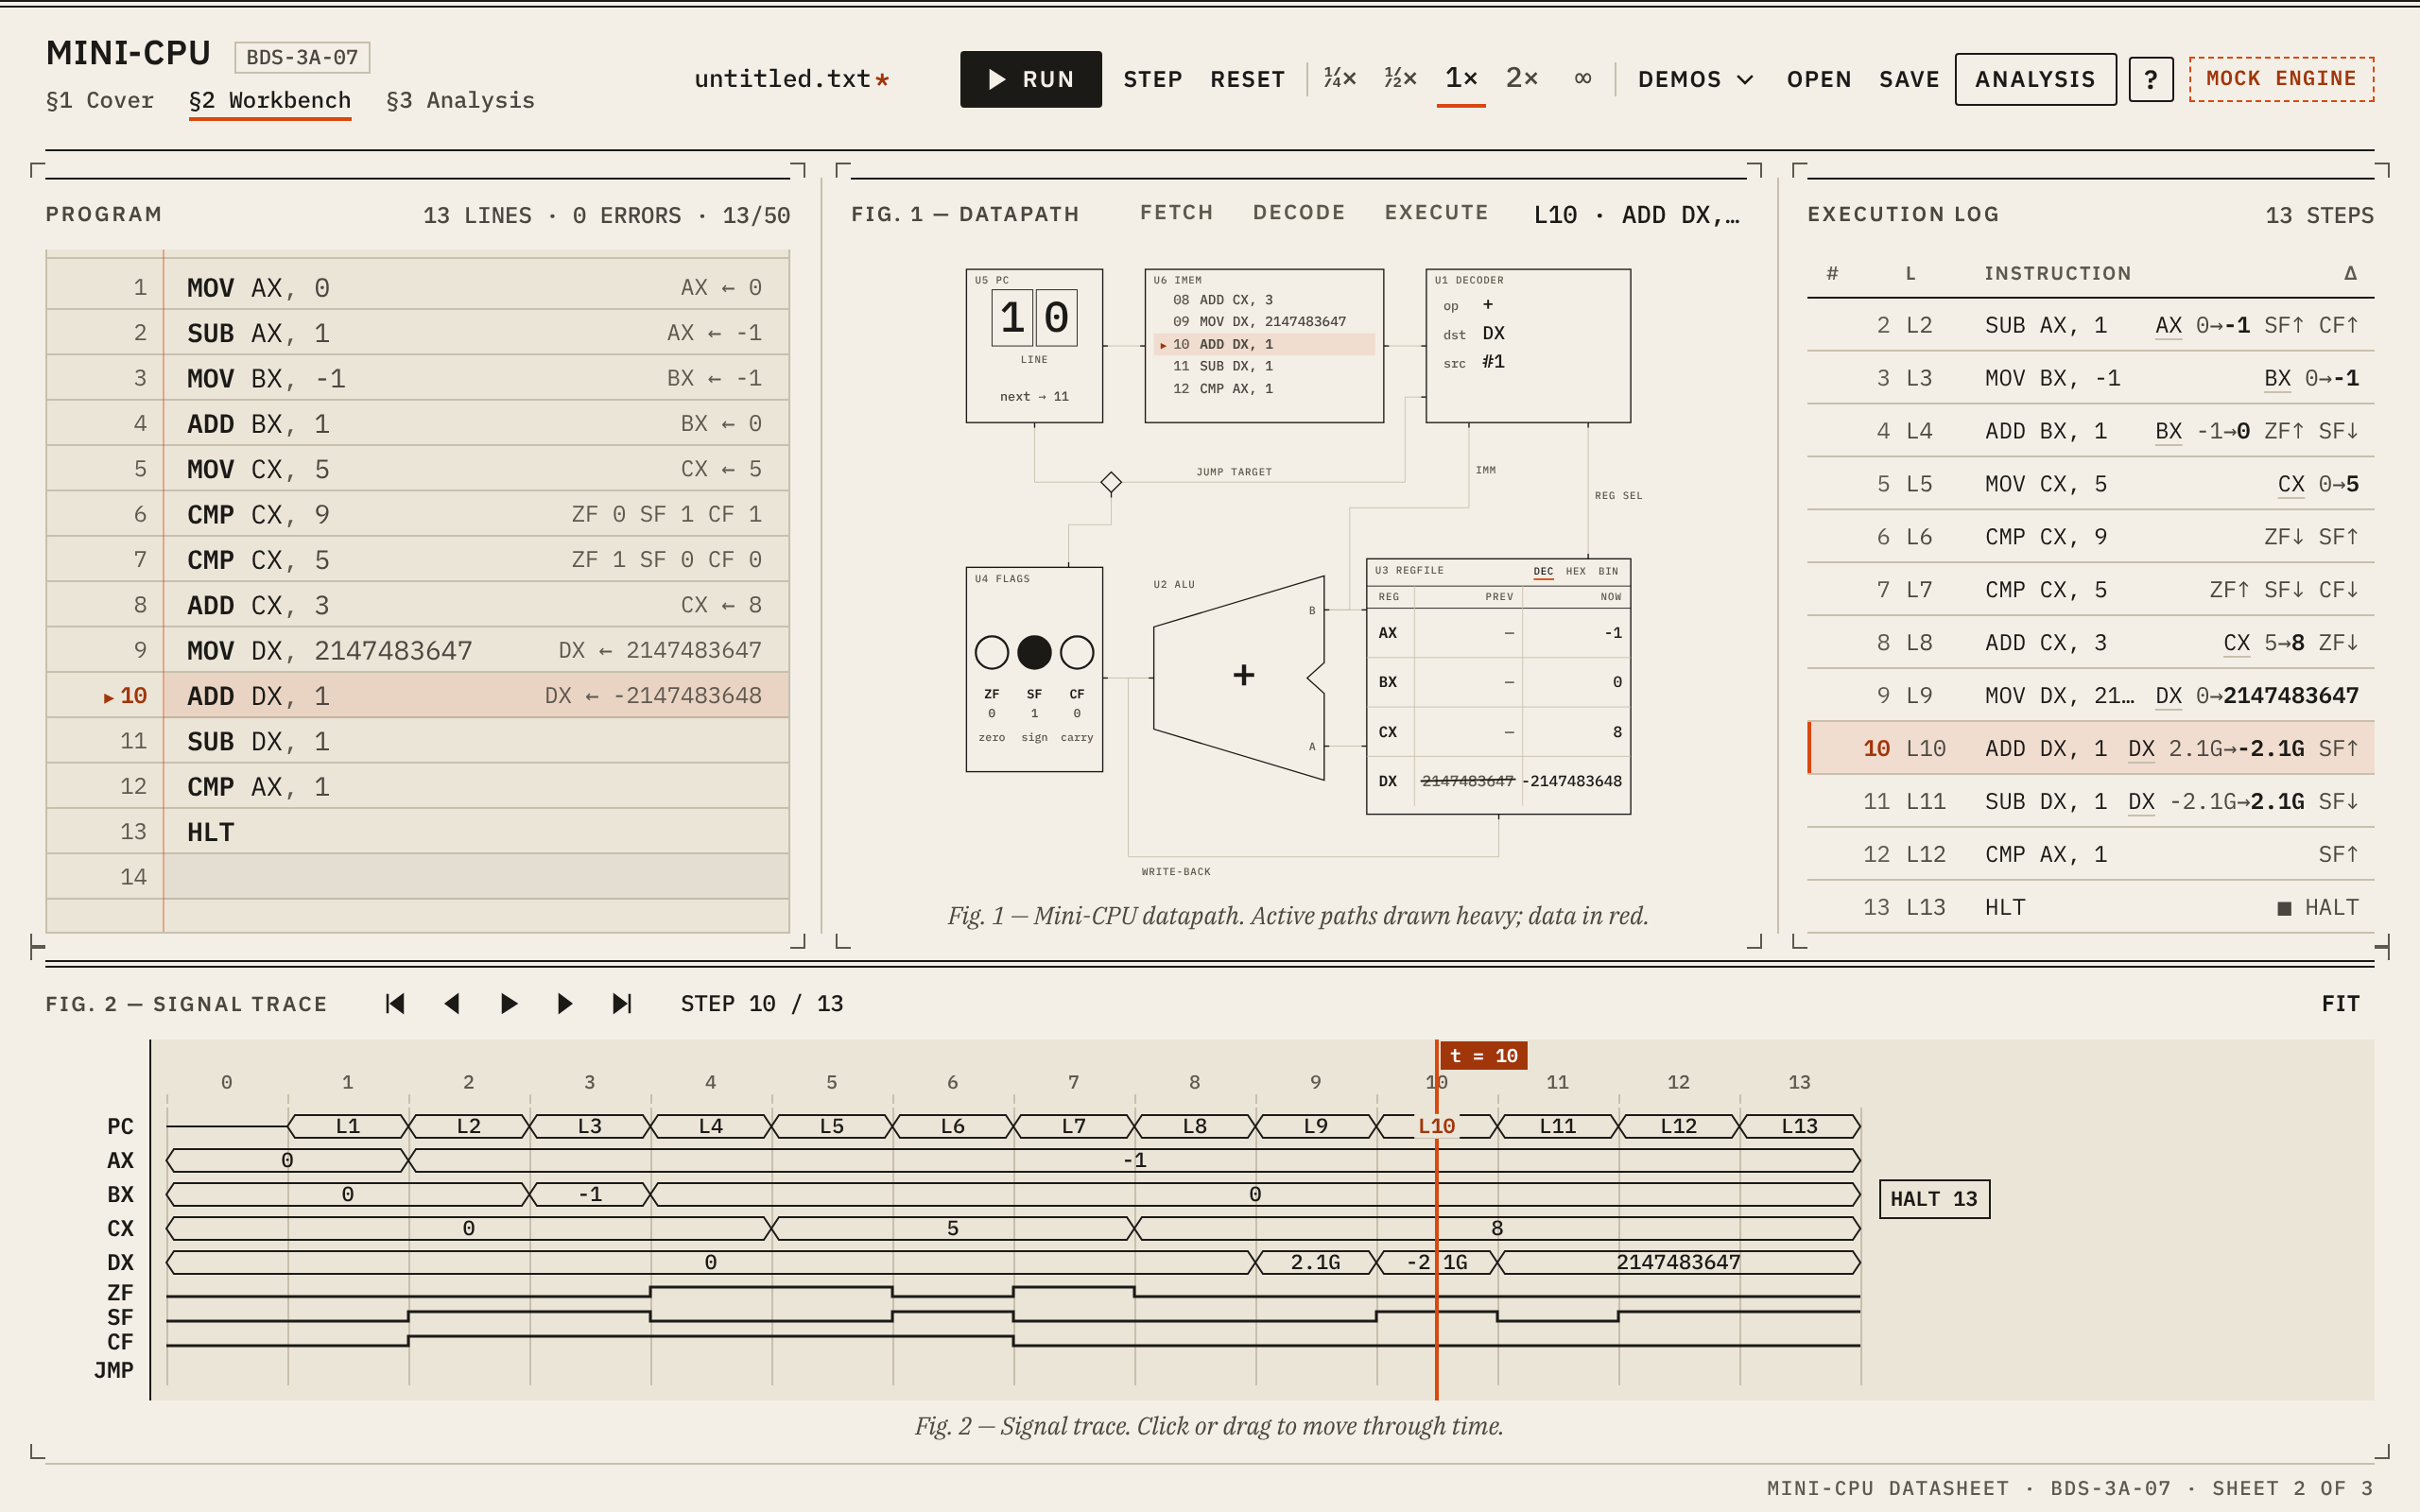 MINI-CPU BDS-3A-07
§1 Cover §2 Workbench §3 Analysis
untitled.txt*
RUN STEP RESET ¼× ½× 1× 2× ∞ DEMOS OPEN SAVE ANALYSIS ? MOCK ENGINE
PROGRAM 13 LINES · 0 ERRORS · 13/50
1 MOV AX, 0 AX ← 0
2 SUB AX, 1 AX ← -1
3 MOV BX, -1 BX ← -1
4 ADD BX, 1 BX ← 0
5 MOV CX, 5 CX ← 5
6 CMP CX, 9 ZF 0 SF 1 CF 1
7 CMP CX, 5 ZF 1 SF 0 CF 0
8 ADD CX, 3 CX ← 8
9 MOV DX, 2147483647 DX ← 2147483647
▸ 10 ADD DX, 1 DX ← -2147483648
11 SUB DX, 1
12 CMP AX, 1
13 HLT
14
FIG. 1 — DATAPATH FETCH DECODE EXECUTE L10 · ADD DX,…
U5 PC
10
LINE
next → 11
U6 IMEM
08 ADD CX, 3
09 MOV DX, 2147483647
▸ 10 ADD DX, 1
11 SUB DX, 1
12 CMP AX, 1
U1 DECODER
op +
dst DX
src #1
JUMP TARGET
IMM
REG SEL
U4 FLAGS
ZF SF CF
0 1 0
zero sign carry
U2 ALU
B
+
A
U3 REGFILE DEC HEX BIN
REG PREV NOW
AX — -1
BX — 0
CX — 8
DX 2147483647 -2147483648
WRITE-BACK
Fig. 1 — Mini-CPU datapath. Active paths drawn heavy; data in red.
EXECUTION LOG 13 STEPS
# L INSTRUCTION Δ
2 L2 SUB AX, 1 AX 0→-1 SF↑ CF↑
3 L3 MOV BX, -1 BX 0→-1
4 L4 ADD BX, 1 BX -1→0 ZF↑ SF↓
5 L5 MOV CX, 5 CX 0→5
6 L6 CMP CX, 9 ZF↓ SF↑
7 L7 CMP CX, 5 ZF↑ SF↓ CF↓
8 L8 ADD CX, 3 CX 5→8 ZF↓
9 L9 MOV DX, 21… DX 0→2147483647
10 L10 ADD DX, 1 DX 2.1G→-2.1G SF↑
11 L11 SUB DX, 1 DX -2.1G→2.1G SF↓
12 L12 CMP AX, 1 SF↑
13 L13 HLT ■ HALT
FIG. 2 — SIGNAL TRACE STEP 10 / 13 FIT
t = 10
0 1 2 3 4 5 6 7 8 9 10 11 12 13
PC L1 L2 L3 L4 L5 L6 L7 L8 L9 L10 L11 L12 L13
AX 0 -1
BX 0 -1 0
HALT 13
CX 0 5 8
DX 0 2.1G -2.1G 2147483647
ZF
SF
CF
JMP
Fig. 2 — Signal trace. Click or drag to move through time.
MINI-CPU DATASHEET · BDS-3A-07 · SHEET 2 OF 3